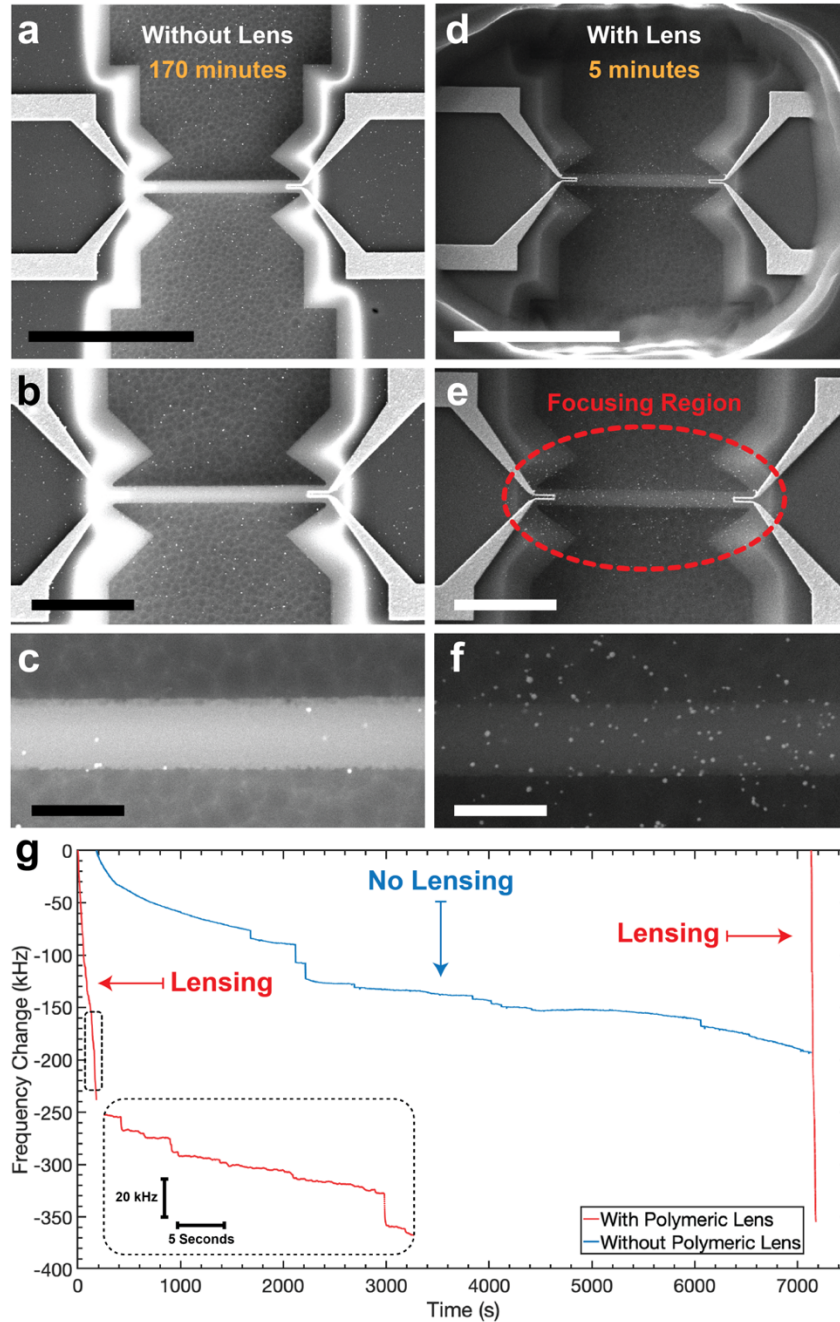 a
Without Lens
170 minutes
d
With Lens
5 minutes
b
e
Focusing Region
c
f
g
0
-50
-100
-150
-200
-250
-300
-350
-400
Frequency Change (kHz)
No Lensing
Lensing
Lensing
20 kHz
5 Seconds
With Polymeric Lens
Without Polymeric Lens
0
1000
2000
3000
4000
5000
6000
7000
Time (s)